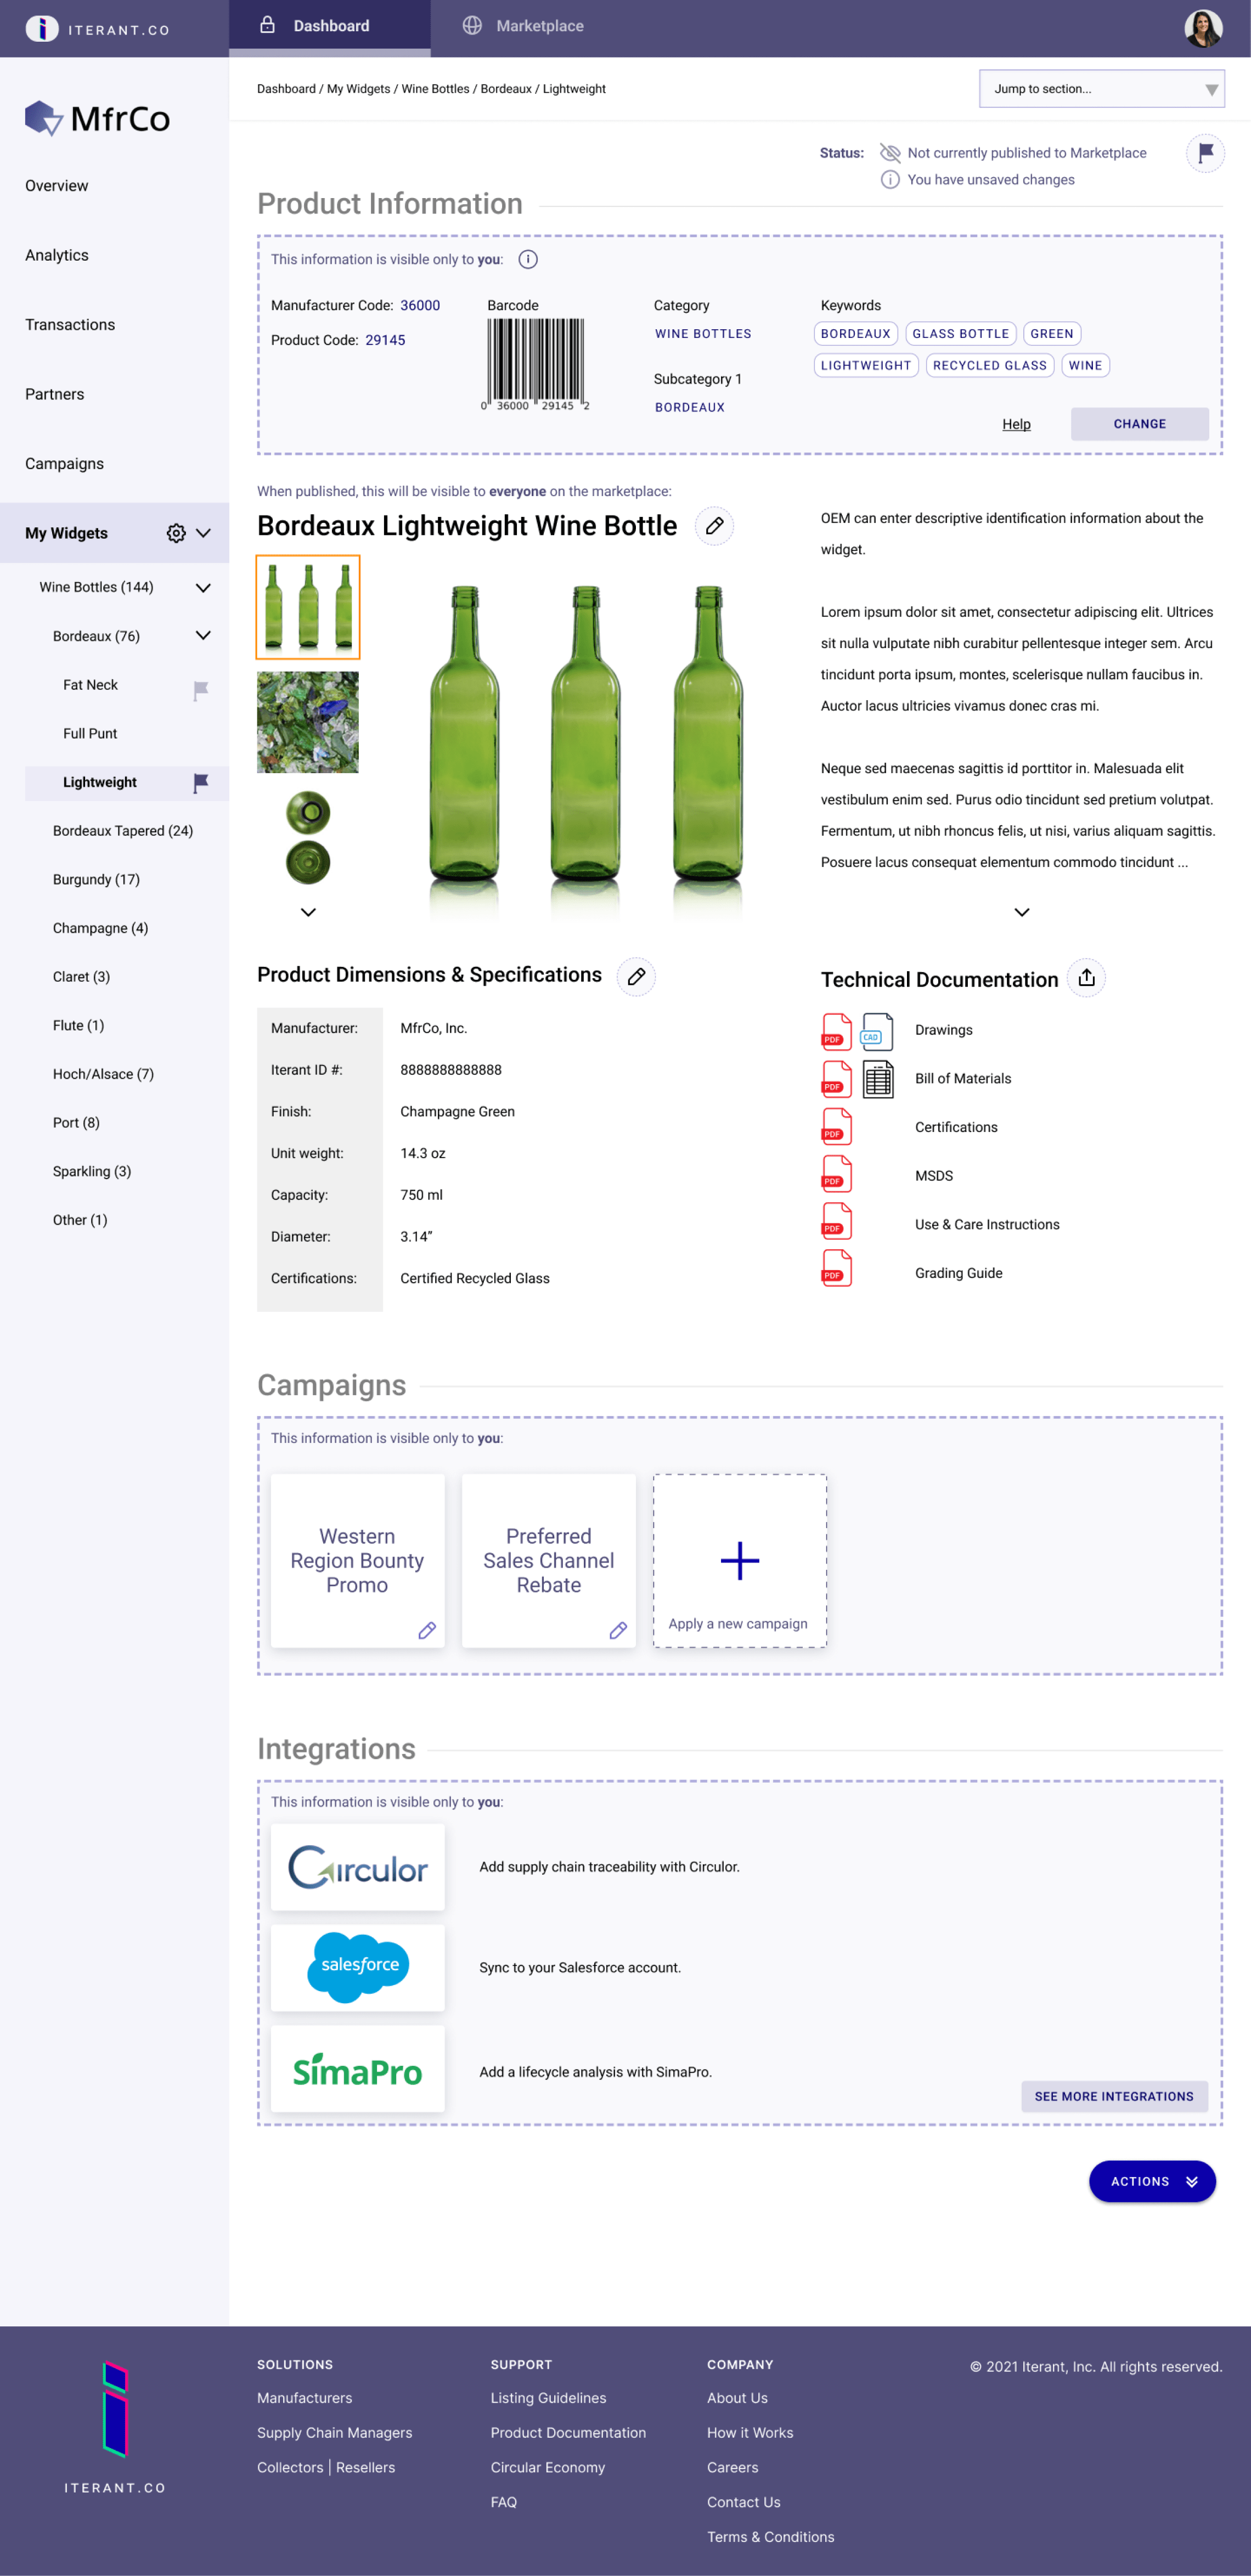 ITERANT.CO
Dashboard
Marketplace
MfrCo
Overview
Analytics
Transactions
Partners
Campaigns
My Widgets
Wine Bottles (144)
Bordeaux (76)
Fat Neck
Full Punt
Lightweight
Bordeaux Tapered (24)
Burgundy (17)
Champagne (4)
Claret (3)
Flute (1)
Hoch/Alsace (7)
Port (8)
Sparkling (3)
Other (1)
Dashboard / My Widgets / Wine Bottles / Bordeaux / Lightweight
Jump to section...
Status: Not currently published to Marketplace
You have unsaved changes
Product Information
This information is visible only to you:
Manufacturer Code: 36000
Product Code: 29145
Barcode
0 36000 29145 2
Category
WINE BOTTLES
Subcategory 1
BORDEAUX
Keywords
BORDEAUX GLASS BOTTLE GREEN
LIGHTWEIGHT RECYCLED GLASS WINE
Help
CHANGE
When published, this will be visible to everyone on the marketplace:
Bordeaux Lightweight Wine Bottle
OEM can enter descriptive identification information about the
widget.
Lorem ipsum dolor sit amet, consectetur adipiscing elit. Ultrices
sit nulla vulputate nibh curabitur pellentesque integer sem. Arcu
tincidunt porta ipsum, montes, scelerisque nullam faucibus in.
Auctor lacus ultricies vivamus donec cras mi.
Neque sed maecenas sagittis id porttitor in. Malesuada elit
vestibulum enim sed. Purus odio tincidunt sed pretium volutpat.
Fermentum, ut nibh rhoncus felis, ut nisi, varius aliquam sagittis.
Posuere lacus consequat elementum commodo tincidunt ...
Product Dimensions & Specifications
Manufacturer: MfrCo, Inc.
Iterant ID #: 8888888888888
Finish: Champagne Green
Unit weight: 14.3 oz
Capacity: 750 ml
Diameter: 3.14”
Certifications: Certified Recycled Glass
Technical Documentation
PDF CAD Drawings
PDF Bill of Materials
PDF Certifications
PDF MSDS
PDF Use & Care Instructions
PDF Grading Guide
Campaigns
This information is visible only to you:
Western
Region Bounty
Promo
Preferred
Sales Channel
Rebate
Apply a new campaign
Integrations
This information is visible only to you:
Circulor
Add supply chain traceability with Circulor.
salesforce
Sync to your Salesforce account.
SimaPro
Add a lifecycle analysis with SimaPro.
SEE MORE INTEGRATIONS
ACTIONS
ITERANT.CO
SOLUTIONS
Manufacturers
Supply Chain Managers
Collectors | Resellers
SUPPORT
Listing Guidelines
Product Documentation
Circular Economy
FAQ
COMPANY
About Us
How it Works
Careers
Contact Us
Terms & Conditions
© 2021 Iterant, Inc. All rights reserved.